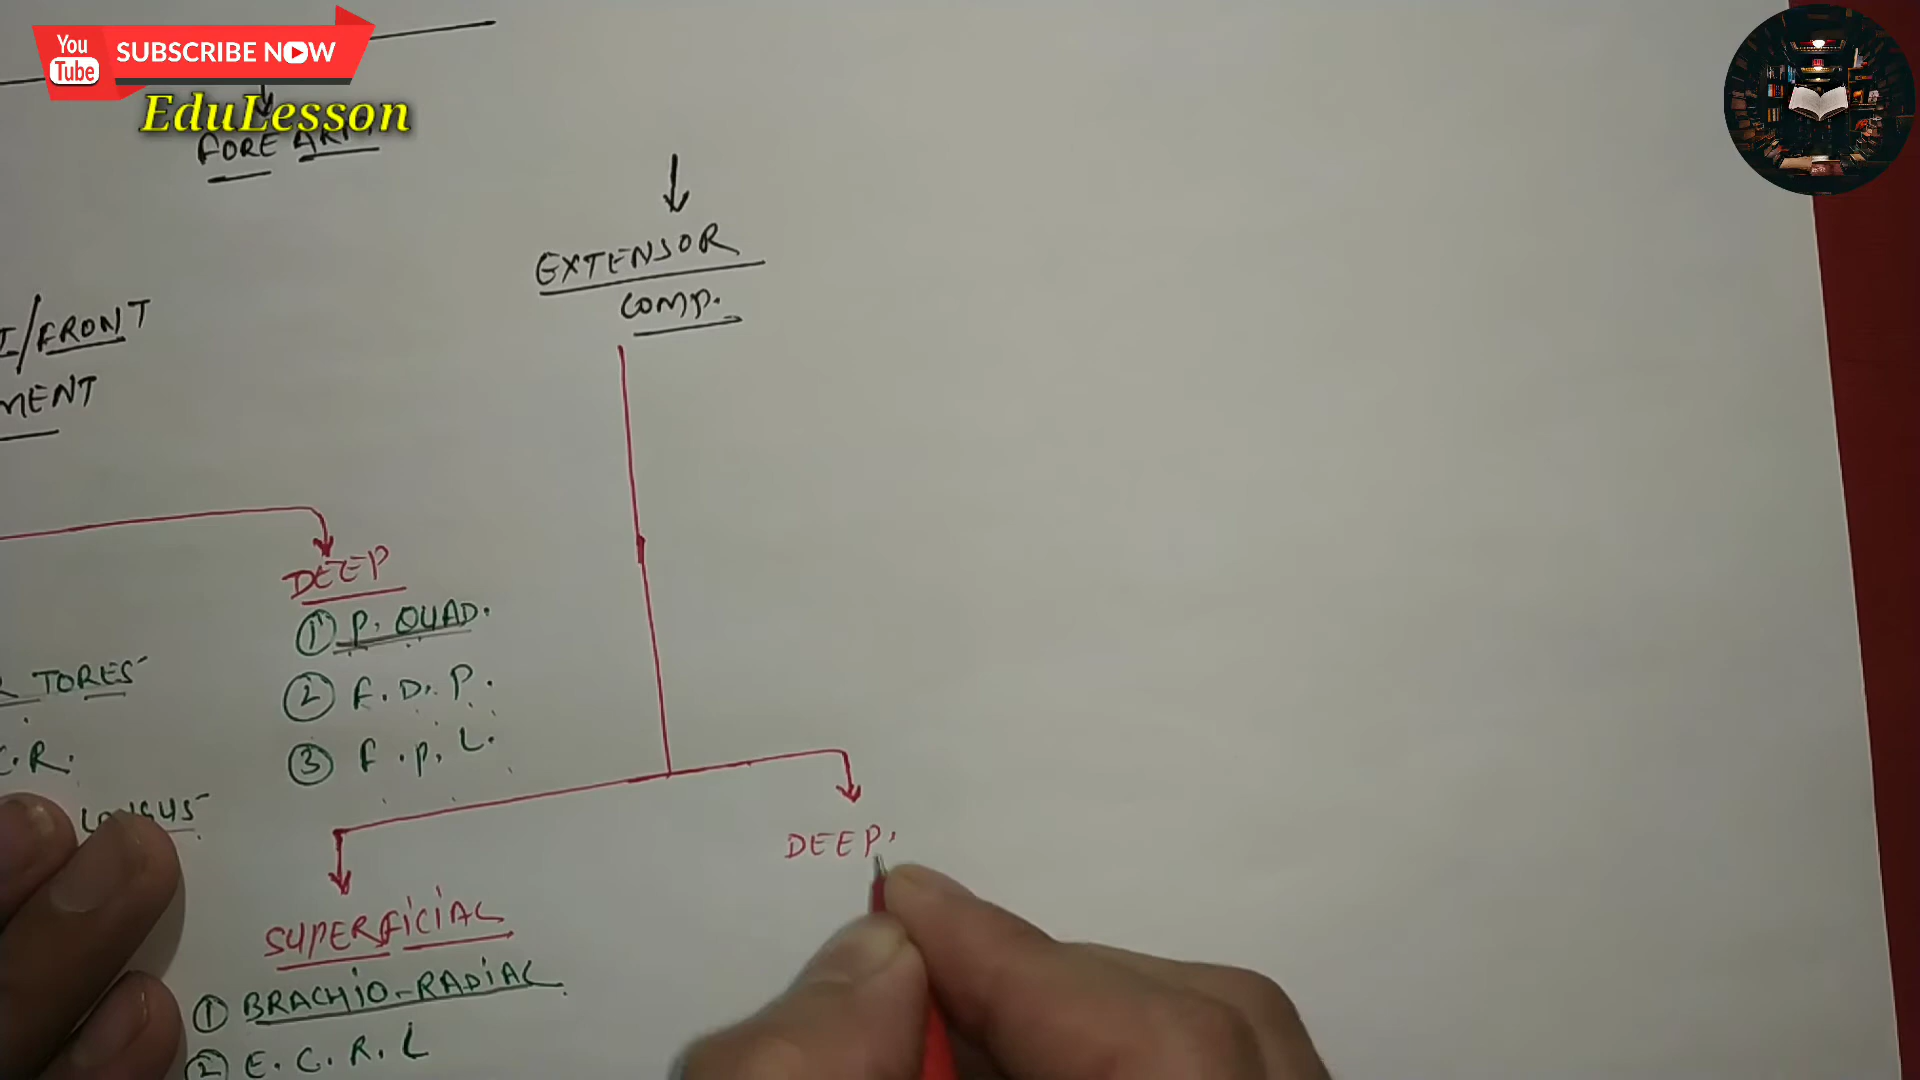 You
Tube
SUBSCRIBE NOW
EduLesson
FORE ARM
EXTENSOR
COMP.
I/FRONT
MENT
DEEP
① P. QUAD.
② F. D. P.
③ F. P. L.
R TORES
C.R.
DEEP.
SUPERFICIAL
① BRACHIO-RADIAL
② E. C. R. L